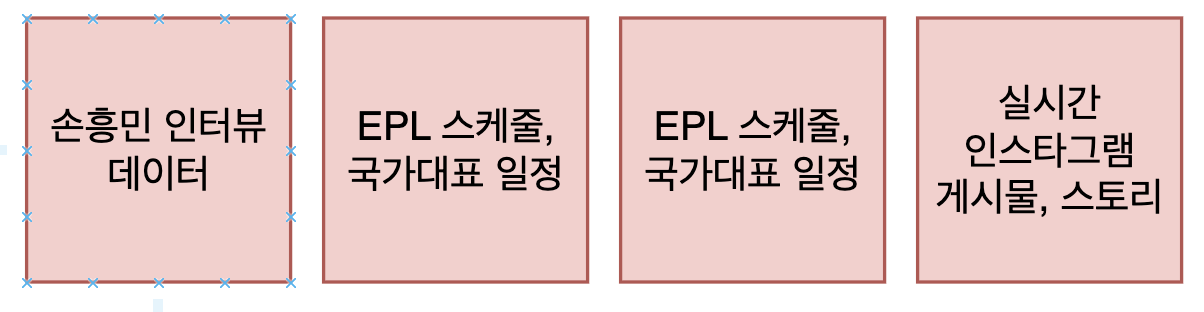 손흥민 인터뷰
데이터
EPL 스케줄,
국가대표 일정
EPL 스케줄,
국가대표 일정
실시간
인스타그램
게시물, 스토리